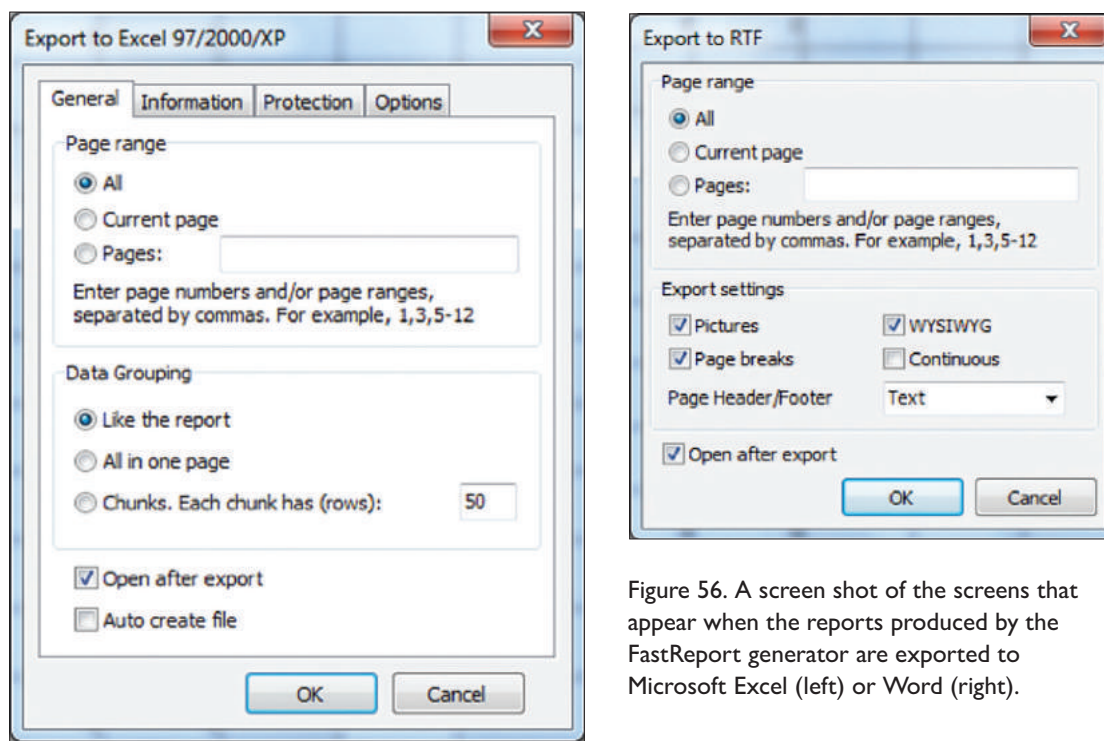 Export to Excel 97/2000/XP
General Information Protection Options
Page range
All
Current page
Pages:
Enter page numbers and/or page ranges,
separated by commas. For example, 1,3,5-12
Data Grouping
Like the report
All in one page
Chunks. Each chunk has (rows): 50
Open after export
Auto create file
OK Cancel
Export to RTF
Page range
All
Current page
Pages:
Enter page numbers and/or page ranges,
separated by commas. For example, 1,3,5-12
Export settings
Pictures WYSIWYG
Page breaks Continuous
Page Header/Footer Text
Open after export
OK Cancel
Figure 56. A screen shot of the screens that
appear when the reports produced by the
FastReport generator are exported to
Microsoft Excel (left) or Word (right).